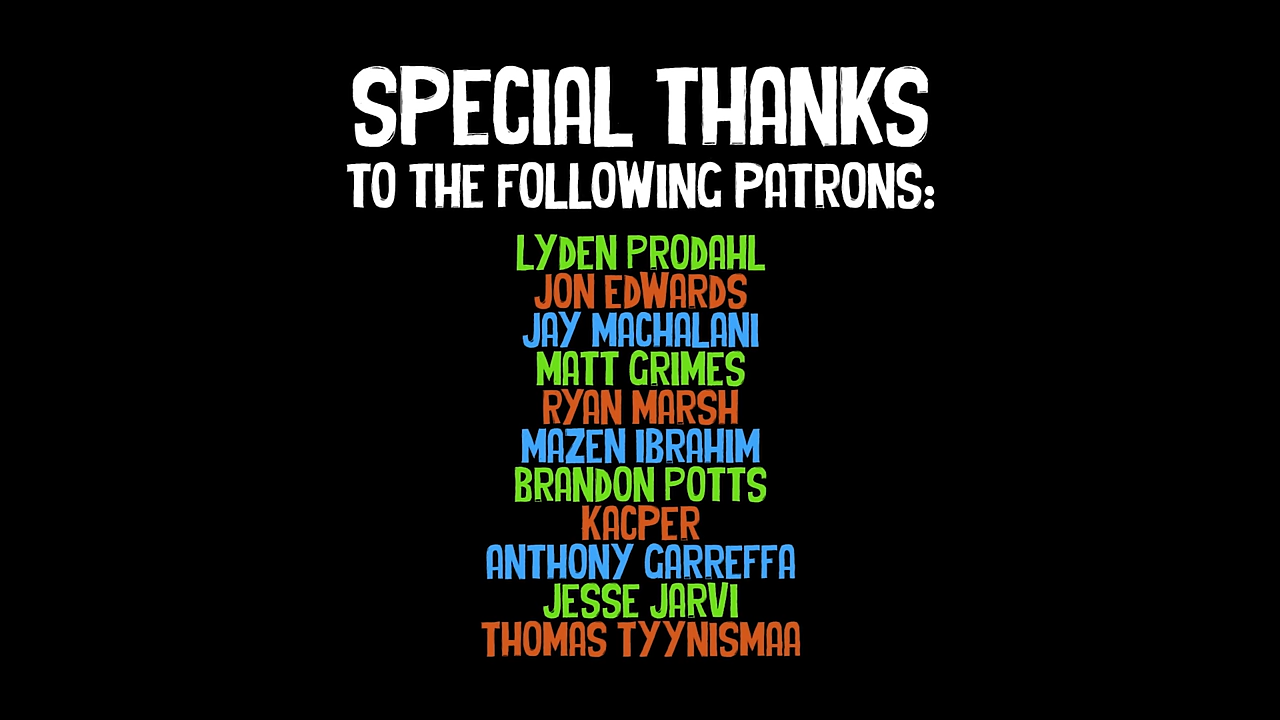 SPECIAL THANKS
TO THE FOLLOWING PATRONS:
LYDEN PRODAHL
JON EDWARDS
JAY MACHALANI
MATT GRIMES
RYAN MARSH
MAZEN IBRAHIM
BRANDON POTTS
KACPER
ANTHONY GARREFFA
JESSE JARVI
THOMAS TYYNISMAA